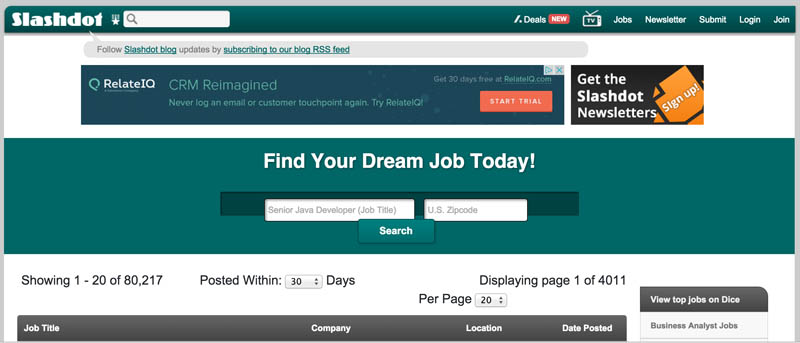 Slashdot
Deals NEW TV Jobs Newsletter Submit Login Join
Follow Slashdot blog updates by subscribing to our blog RSS feed
RelateIQ
CRM Reimagined
Never log an email or customer touchpoint again. Try RelateIQ!
Get 30 days free at RelateIQ.com
START TRIAL
Get the
Slashdot
Newsletters
Sign up!
Find Your Dream Job Today!
Senior Java Developer (Job Title) U.S. Zipcode
Search
Showing 1 - 20 of 80,217 Posted Within: 30 Days Displaying page 1 of 4011
Per Page 20
View top jobs on Dice
Job Title Company Location Date Posted
Business Analyst Jobs